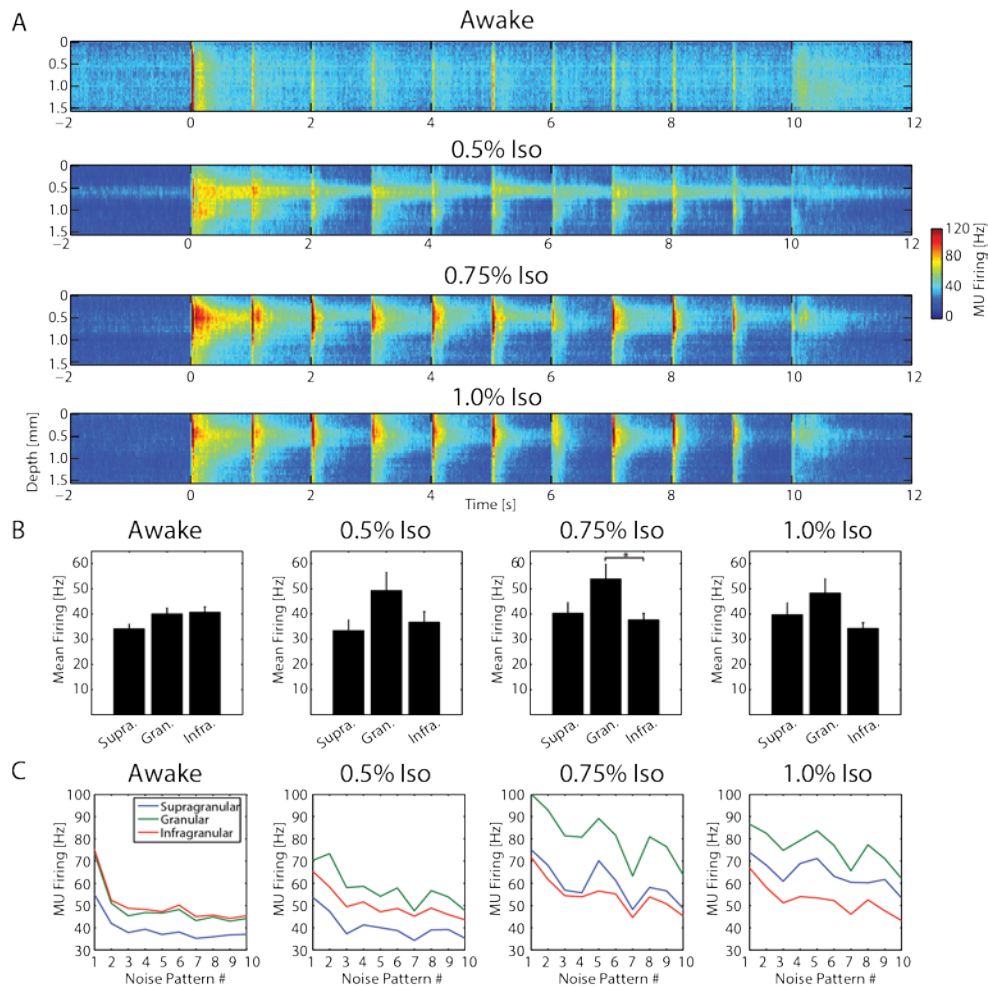 A
Awake
0
0.5
1.0
1.5
−2 0 2 4 6 8 10 12
0.5% Iso
0
0.5
1.0
1.5
−2 0 2 4 6 8 10 12
120
80
40
0
MU Firing [Hz]
0.75% Iso
0
0.5
1.0
1.5
−2 0 2 4 6 8 10 12
1.0% Iso
0
0.5
1.0
1.5
Depth [mm]
−2 0 2 4 6 8 10 12
Time [s]
B
Awake
Mean Firing [Hz]
60
50
40
30
20
10
Supra. Gran. Infra.
0.5% Iso
Mean Firing [Hz]
60
50
40
30
20
10
Supra. Gran. Infra.
0.75% Iso
Mean Firing [Hz]
60
50
40
30
20
10
*
Supra. Gran. Infra.
1.0% Iso
Mean Firing [Hz]
60
50
40
30
20
10
Supra. Gran. Infra.
C
Awake
MU Firing [Hz]
100
90
80
70
60
50
40
30
Supragranular
Granular
Infragranular
1 2 3 4 5 6 7 8 9 10
Noise Pattern #
0.5% Iso
MU Firing [Hz]
100
90
80
70
60
50
40
30
1 2 3 4 5 6 7 8 9 10
Noise Pattern #
0.75% Iso
MU Firing [Hz]
100
90
80
70
60
50
40
30
1 2 3 4 5 6 7 8 9 10
Noise Pattern #
1.0% Iso
MU Firing [Hz]
100
90
80
70
60
50
40
30
1 2 3 4 5 6 7 8 9 10
Noise Pattern #